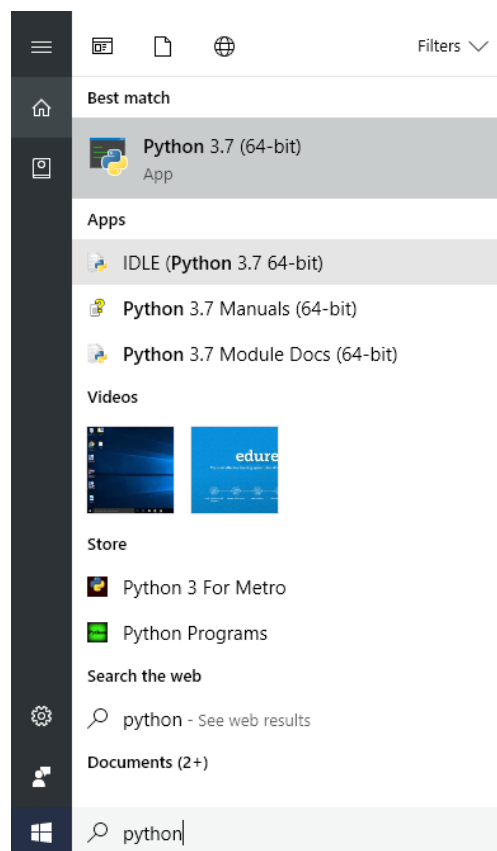 Filters
Best match
Python 3.7 (64-bit)
App
Apps
IDLE (Python 3.7 64-bit)
Python 3.7 Manuals (64-bit)
Python 3.7 Module Docs (64-bit)
Videos
edure
Store
Python 3 For Metro
Python Programs
Search the web
python - See web results
Documents (2+)
python